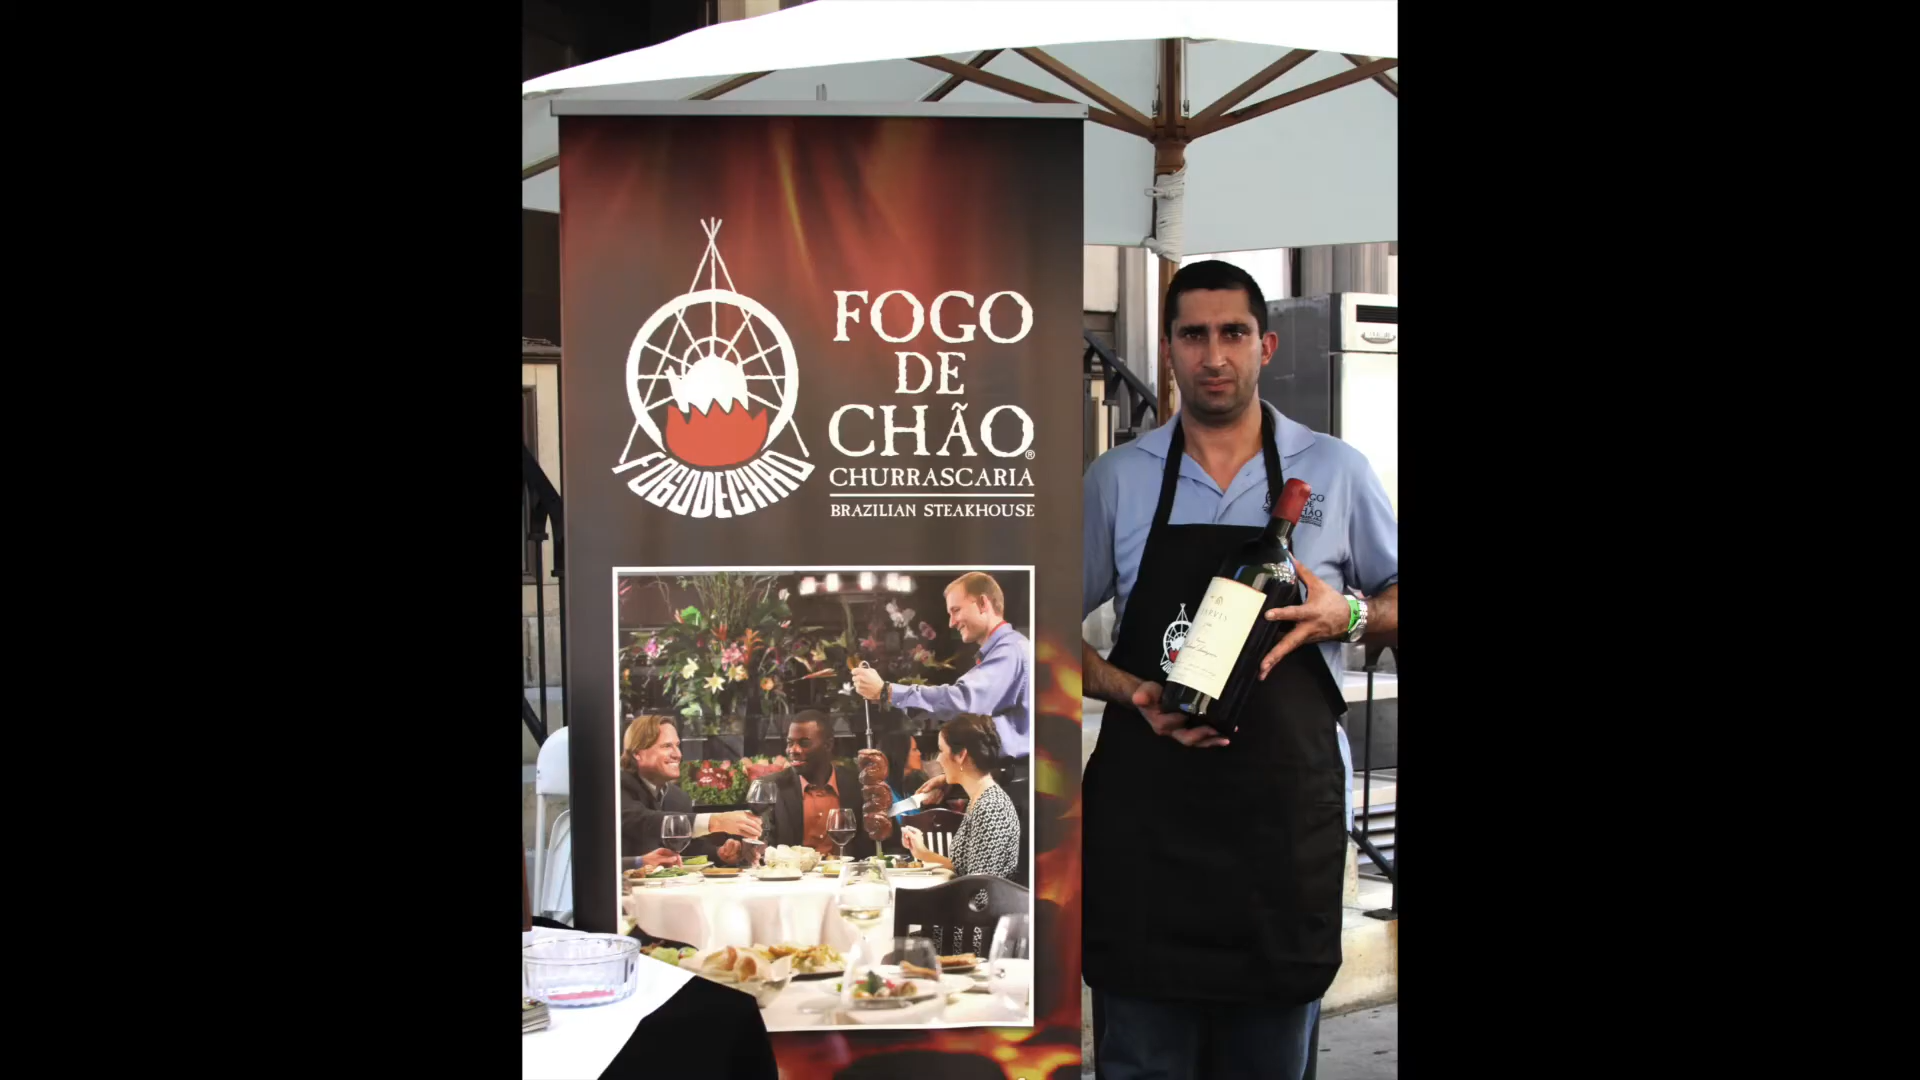 FOGO
DE
CHÃO®
CHURRASCARIA
BRAZILIAN STEAKHOUSE
FOGODECHAO